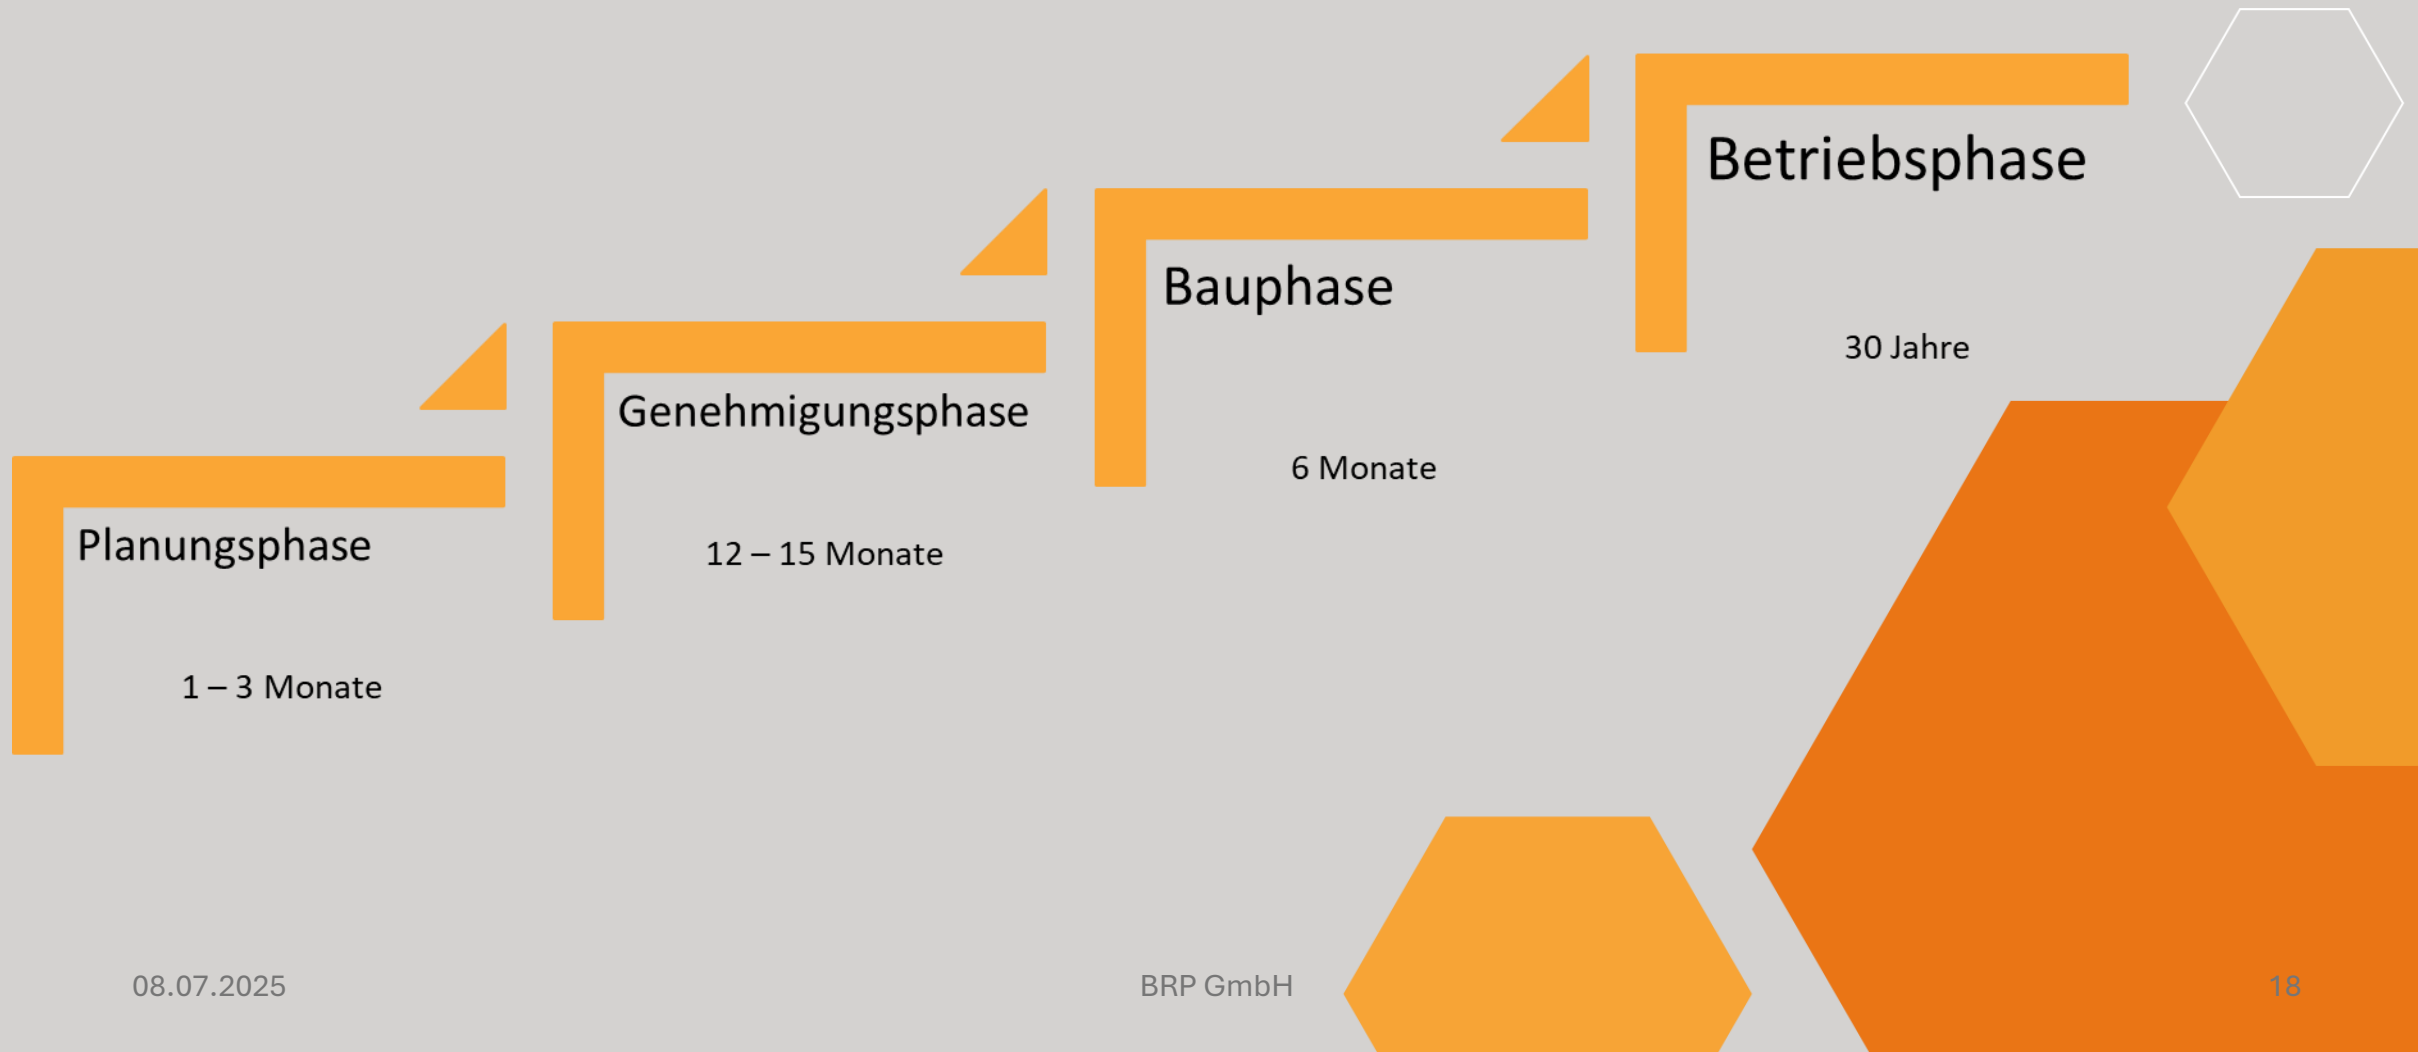 Planungsphase
1 – 3 Monate
Genehmigungsphase
12 – 15 Monate
Bauphase
6 Monate
Betriebsphase
30 Jahre
08.07.2025
BRP GmbH
18